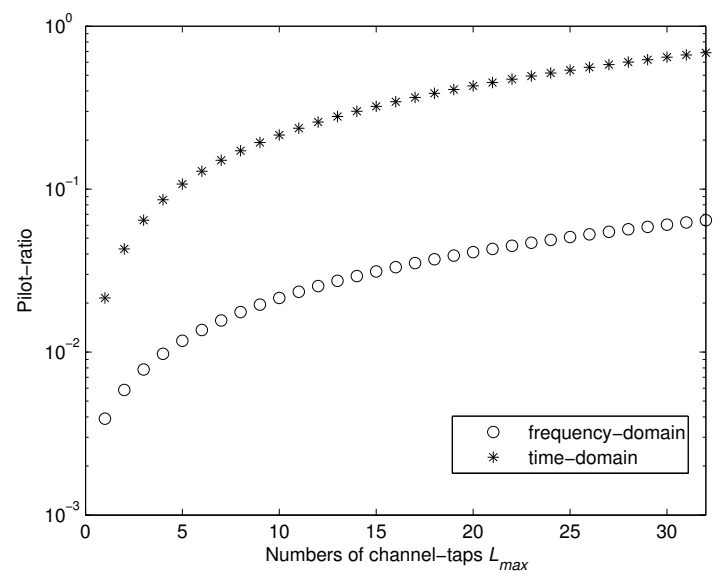 10^0
10^-1
10^-2
10^-3
Pilot-ratio
frequency-domain
time-domain
0 5 10 15 20 25 30
Numbers of channel-taps L_max